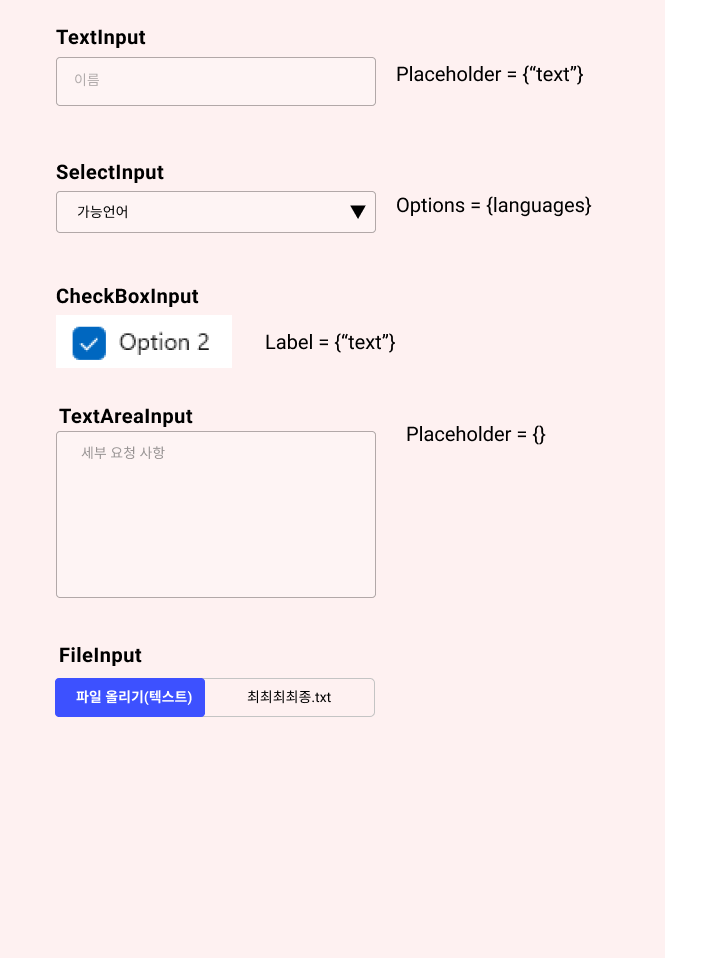 TextInput
이름
Placeholder = {“text”}
SelectInput
가능언어
Options = {languages}
CheckBoxInput
Option 2
Label = {“text”}
TextAreaInput
Placeholder = {}
세부 요청 사항
FileInput
파일 올리기(텍스트)
최최최최종.txt